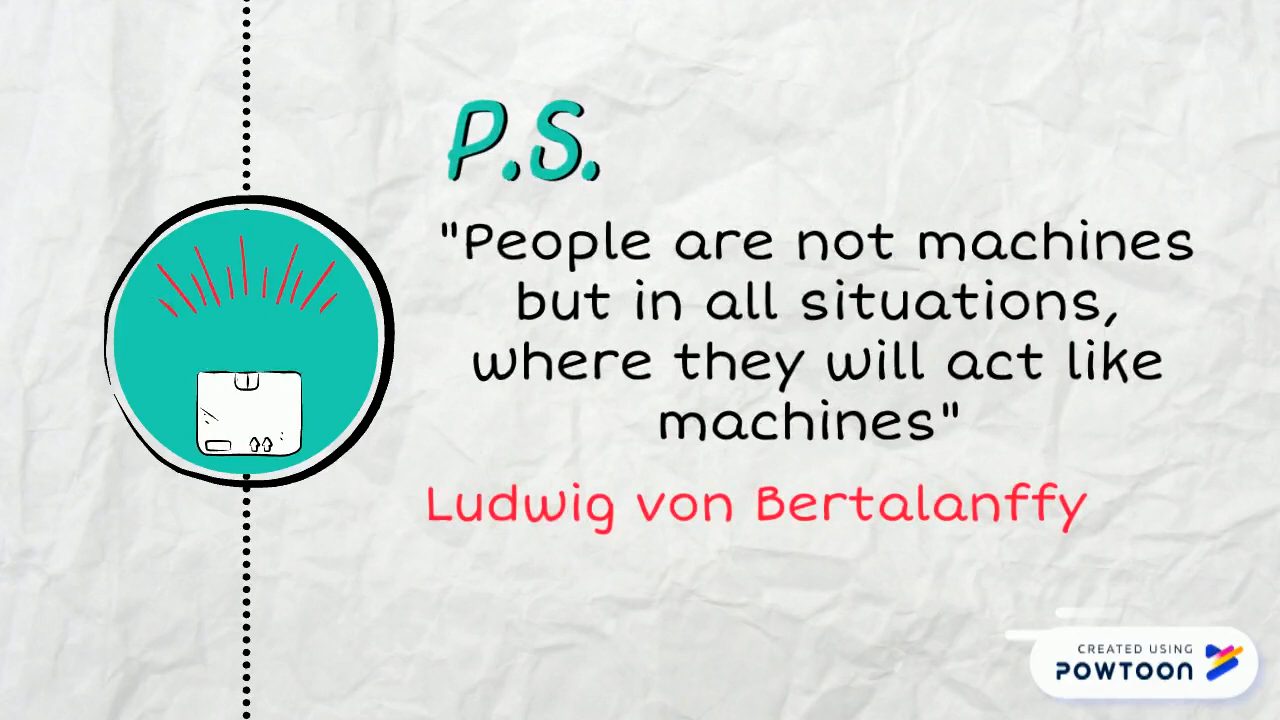 P.S.
"People are not machines
but in all situations,
where they will act like
machines"
Ludwig von Bertalanffy
CREATED USING
POWTOON